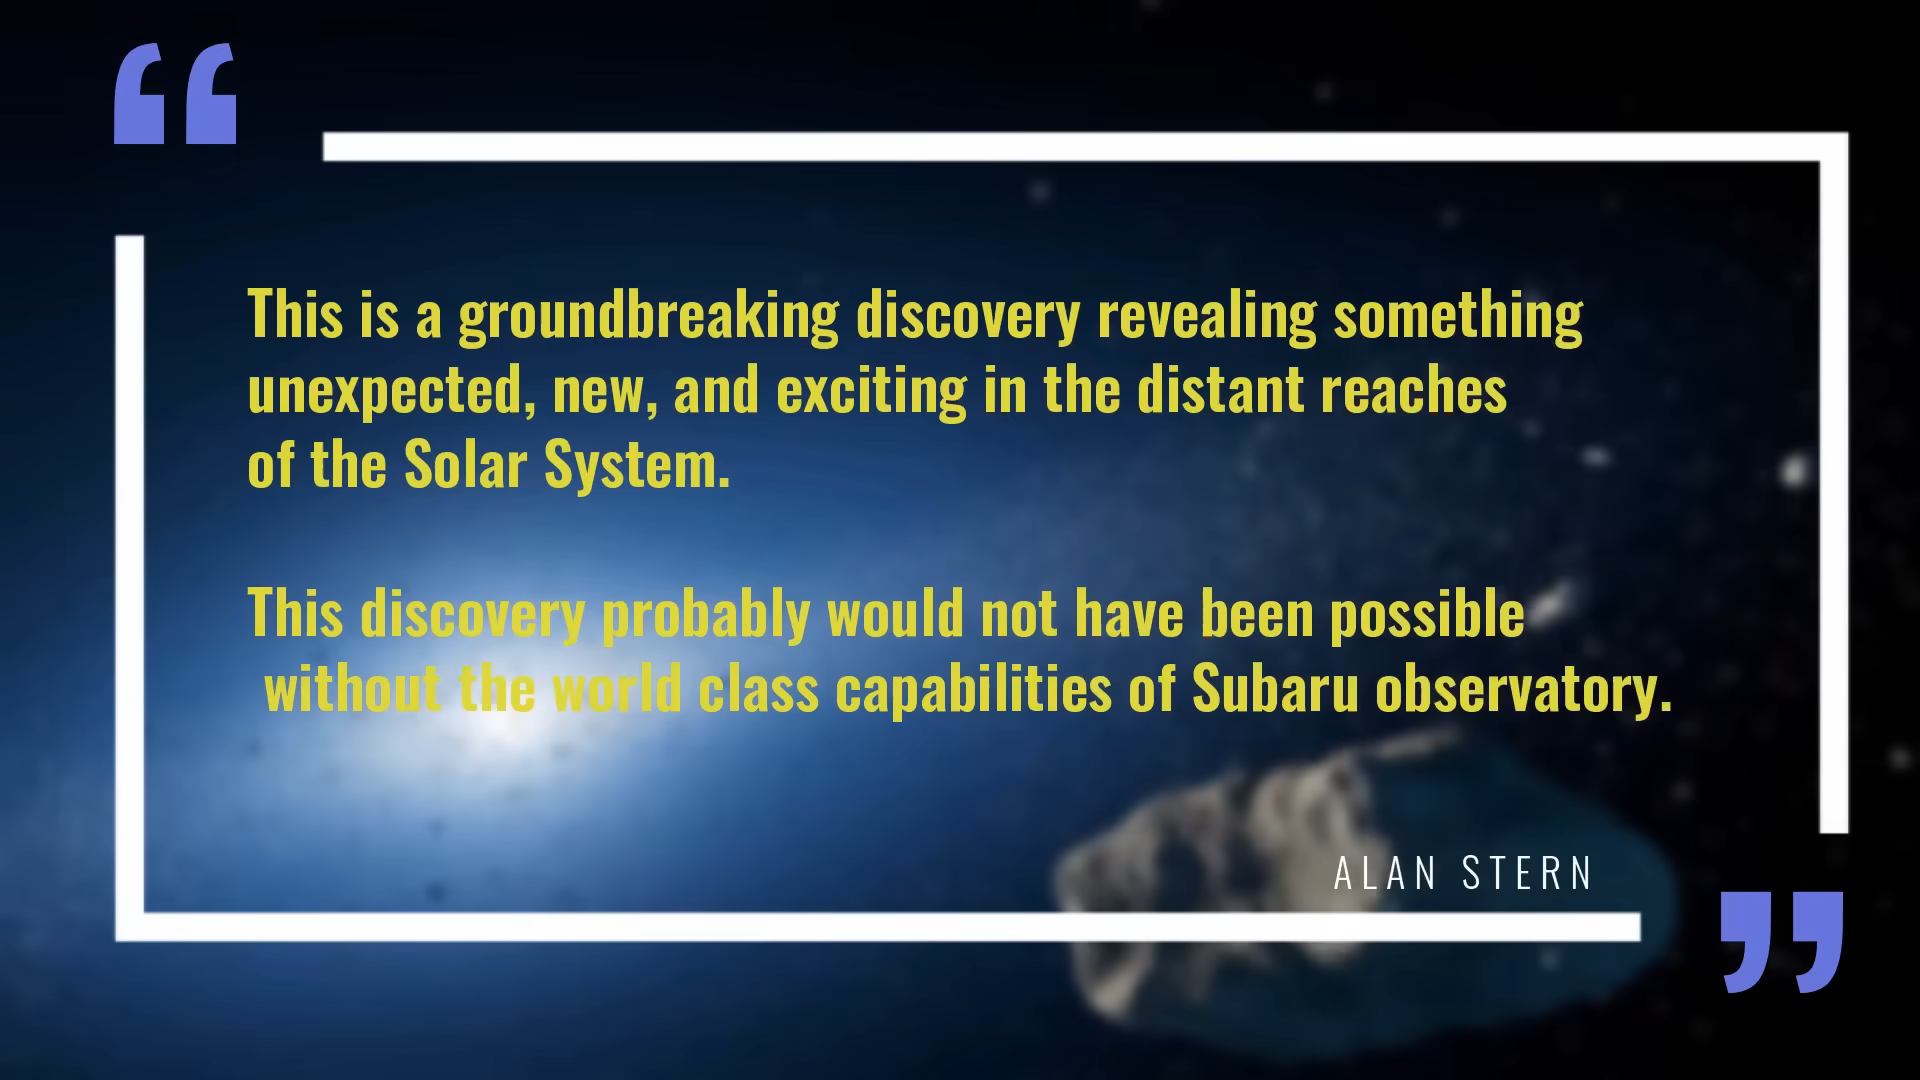 “
This is a groundbreaking discovery revealing something
unexpected, new, and exciting in the distant reaches
of the Solar System.
This discovery probably would not have been possible
without the world class capabilities of Subaru observatory.
ALAN STERN
”